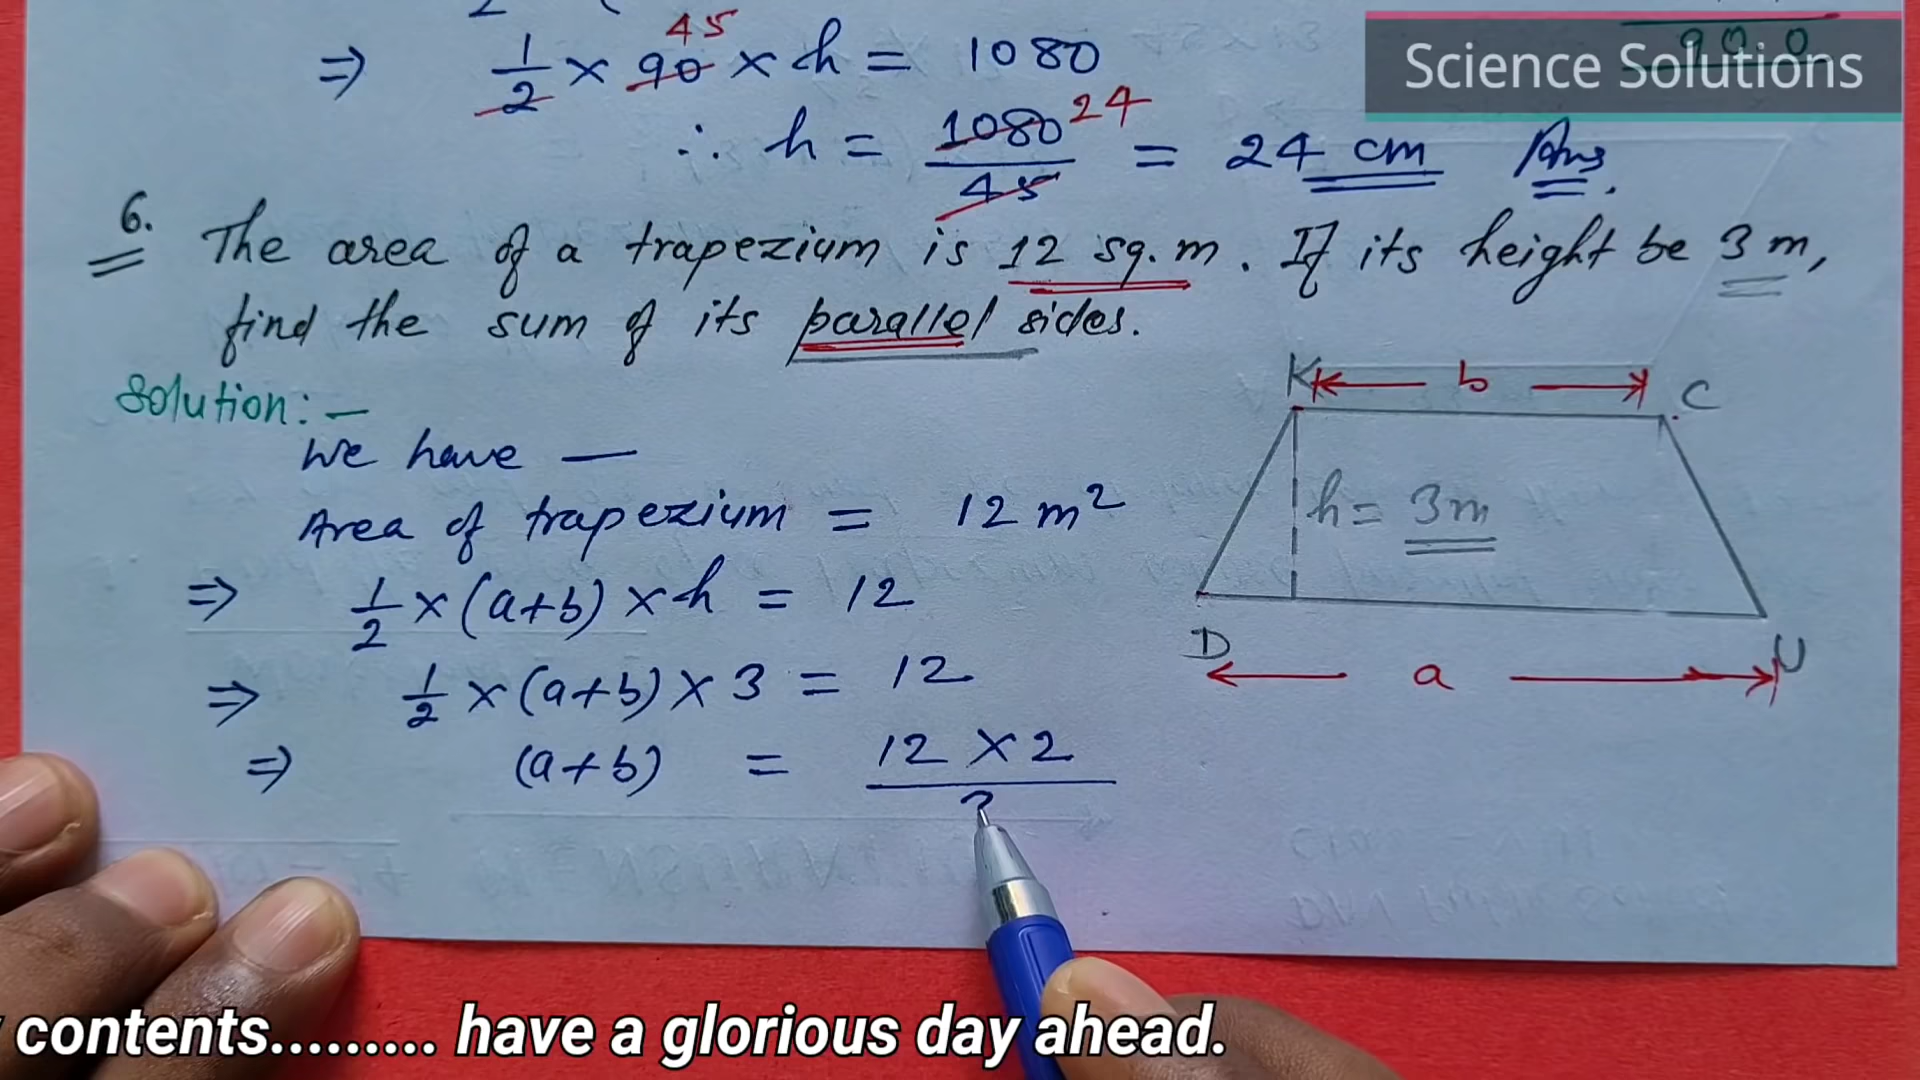 ⇒ 1/2 × 90 45 × h = 1080
Science Solutions
90.0
∴ h = 1080 24 / 45 = 24 cm Ans.
6. The area of a trapezium is 12 sq. m. If its height be 3 m,
find the sum of its parallel sides.
Solution:—
We have —
Area of trapezium = 12 m²
⇒ 1/2 × (a+b) × h = 12
⇒ 1/2 × (a+b) × 3 = 12
⇒ (a+b) = 12 × 2 / 3
K b C
h = 3m
D U
a
contents......... have a glorious day ahead.